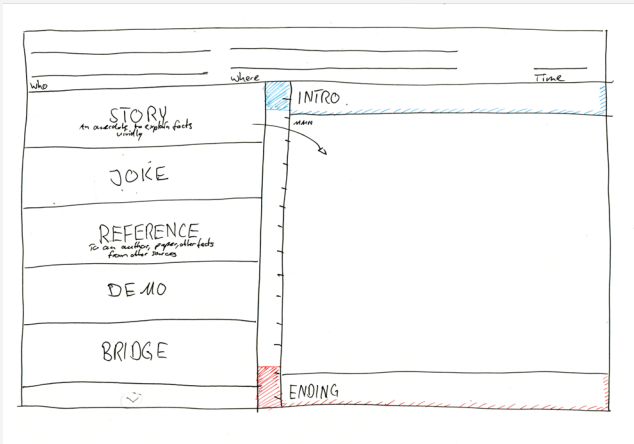 Who
Where
Time
STORY
An anecdote to explain facts
vividly
JOKE
REFERENCE
To an author, paper, other facts
from other sources
DEMO
BRIDGE
INTRO.
MAIN
ENDING